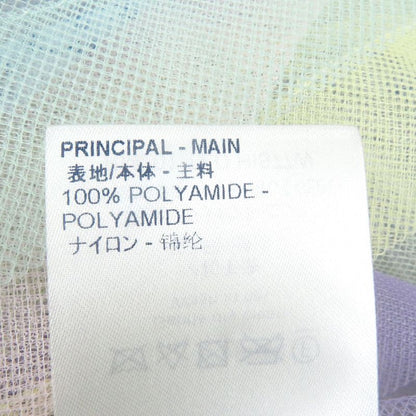 PRINCIPAL - MAIN
表地/本体 - 主料
100% POLYAMIDE -
POLYAMIDE
ナイロン - 锦纶